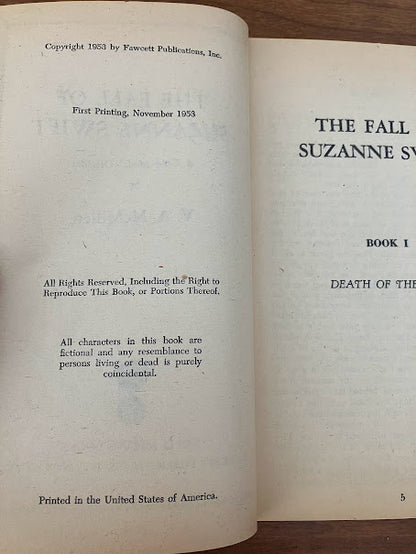 Copyright 1953 by Fawcett Publications, Inc.
First Printing, November 1953
All Rights Reserved, Including the Right to
Reproduce This Book, or Portions Thereof.
All characters in this book are
fictional and any resemblance to
persons living or dead is purely
coincidental.
Printed in the United States of America.
THE FALL
SUZANNE
BOOK I
DEATH OF THE
5